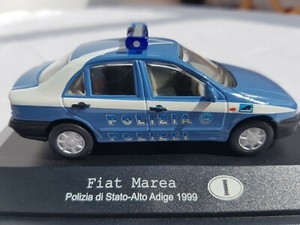 POLIZIA
Fiat Marea
Polizia di Stato-Alto Adige 1999
I